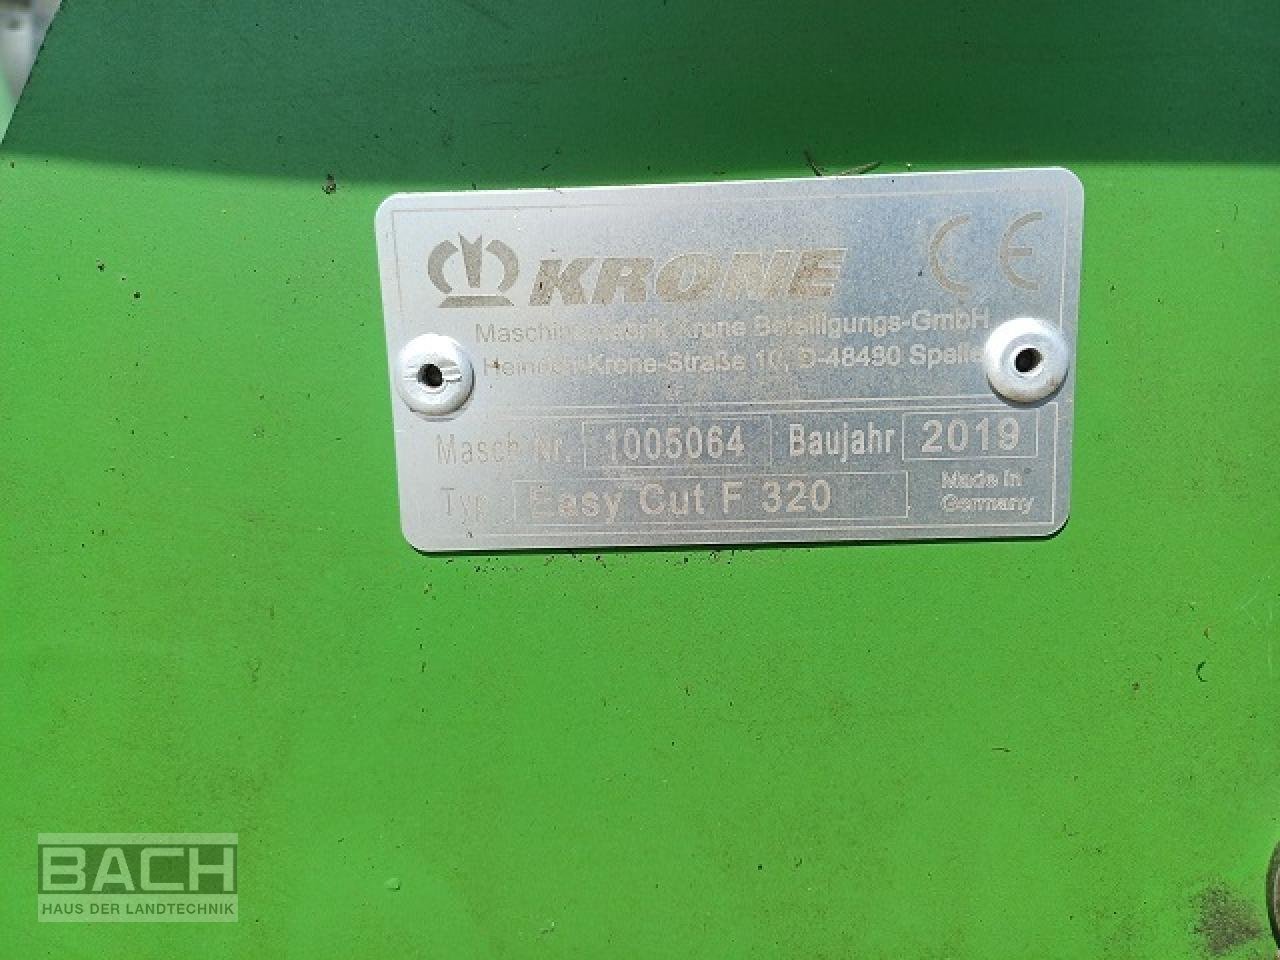 KRONE CE
Maschinenfabrik Krone Beteiligungs-GmbH
Heinrich-Krone-Straße 10, D-48480 Spelle
Masch.Nr. 1005064 Baujahr 2019
Typ Easy Cut F 320
Made in
Germany
BACH
HAUS DER LANDTECHNIK